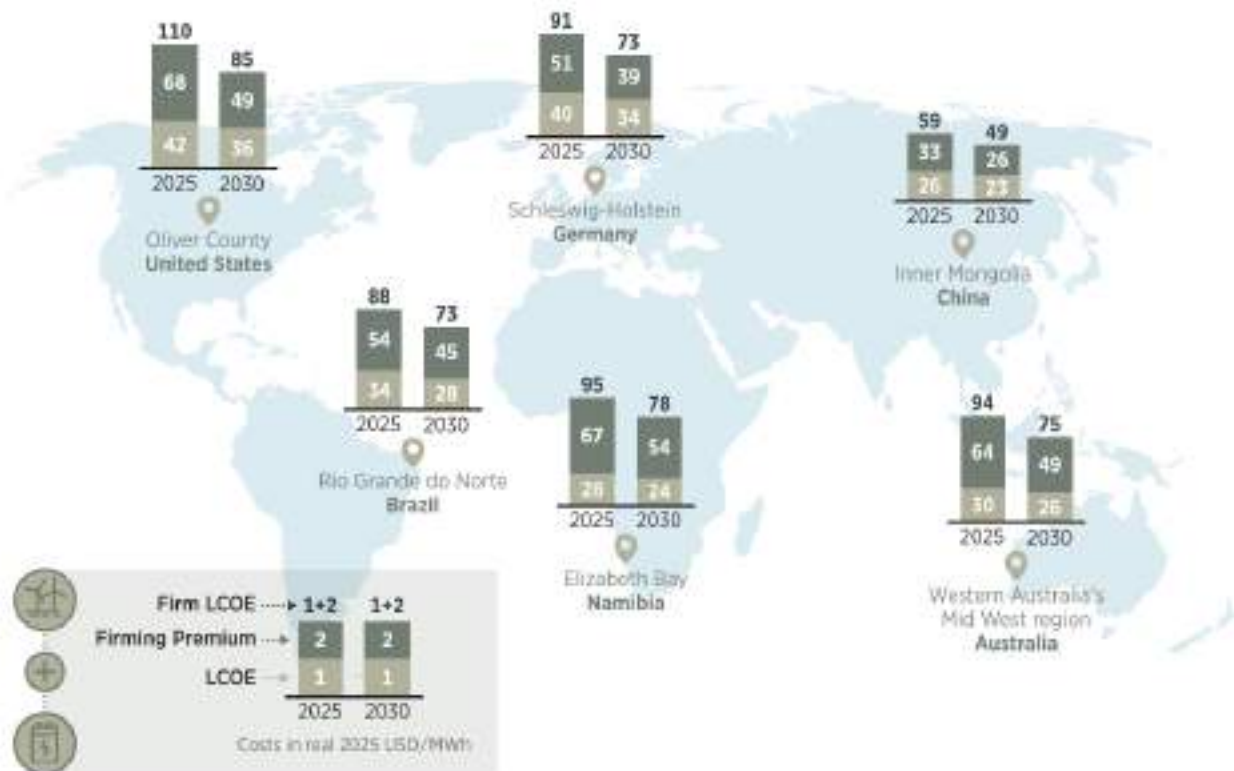 110
85
68
49
42
36
2025 2030
Oliver County
United States
91
73
51
39
40
34
2025 2030
Schleswig-Holstein
Germany
59
49
33
26
26
23
2025 2030
Inner Mongolia
China
88
73
54
45
34
28
2025 2030
Rio Grande do Norte
Brazil
95
78
67
54
28
24
2025 2030
Elizabeth Bay
Namibia
94
75
64
49
30
26
2025 2030
Western Australia's
Mid West region
Australia
Firm LCOE 1+2 1+2
Firming Premium 2 2
LCOE 1 1
2025 2030
Costs in real 2025 USD/MWh